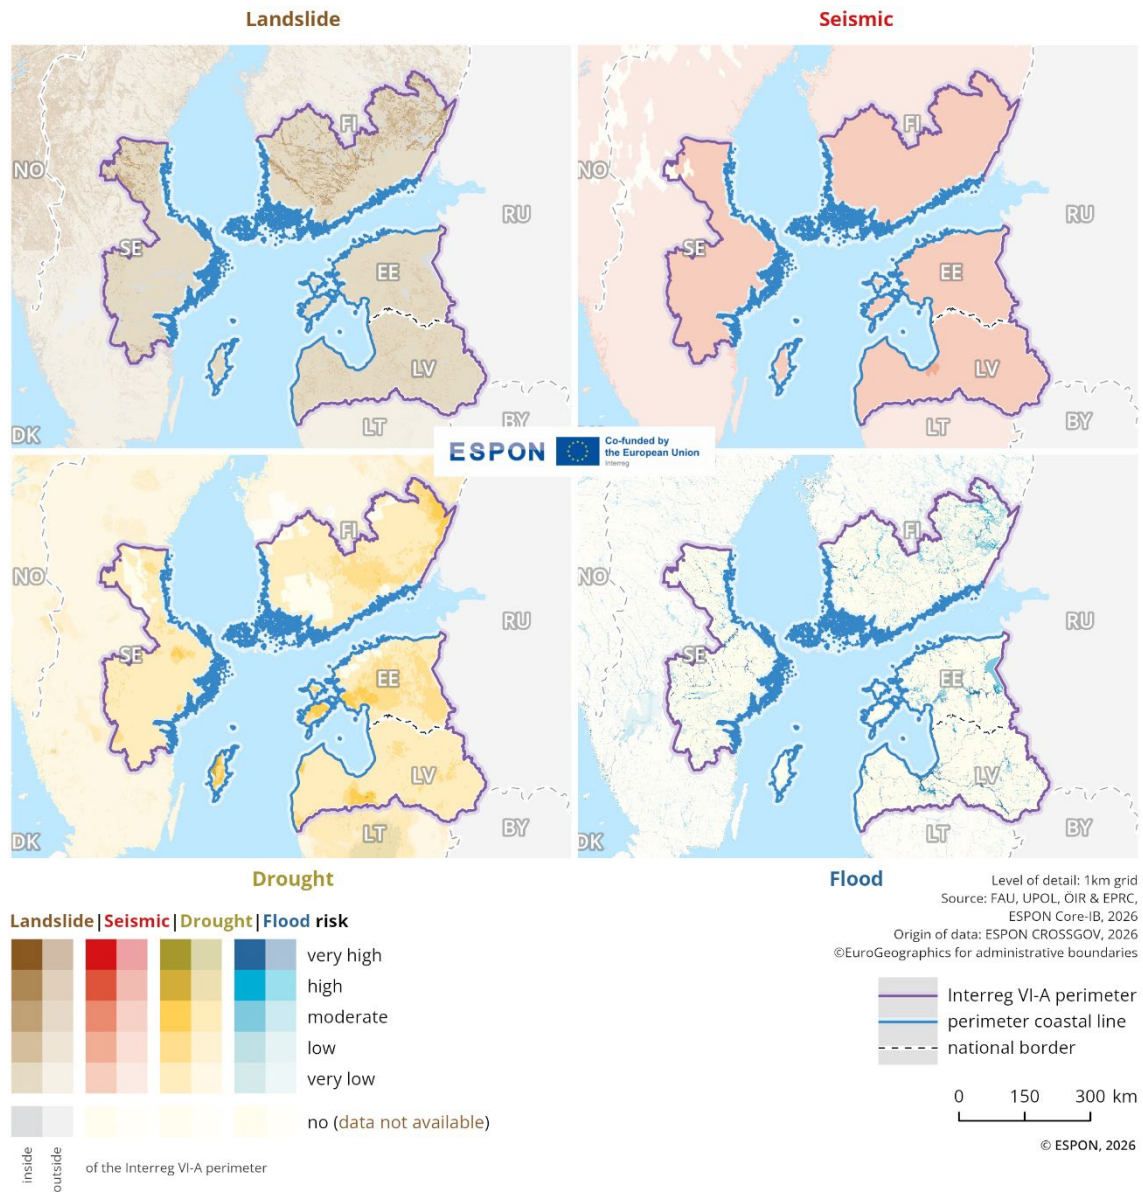 Landslide
Seismic
NO
FI
RU
SE
EE
LV
LT
BY
DK
FI
NO
RU
SE
EE
LV
LT
BY
ESPON
Co-funded by
the European Union
Interreg
FI
NO
RU
SE
EE
LV
LT
BY
DK
FI
NO
RU
SE
EE
LV
LT
BY
DK
Drought
Flood
Level of detail: 1km grid
Source: FAU, UPOL, ÖIR & EPRC,
ESPON Core-IB, 2026
Origin of data: ESPON CROSSGOV, 2026
©EuroGeographics for administrative boundaries
Landslide|Seismic|Drought|Flood risk
very high
high
moderate
low
very low
no (data not available)
inside
outside
of the Interreg VI-A perimeter
Interreg VI-A perimeter
perimeter coastal line
national border
0 150 300 km
© ESPON, 2026